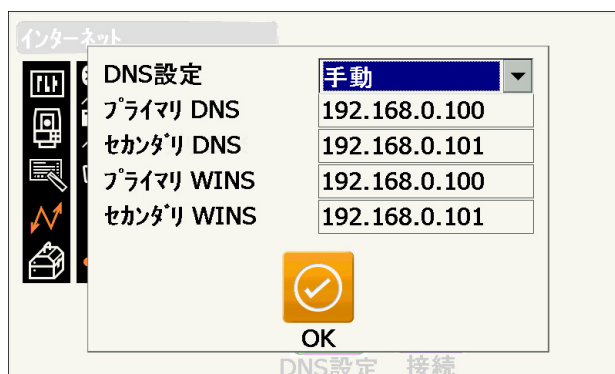 インターネット
DNS設定 手動
ﾌﾟﾗｲﾏﾘ DNS 192.168.0.100
ｾｶﾝﾀﾞﾘ DNS 192.168.0.101
ﾌﾟﾗｲﾏﾘ WINS 192.168.0.100
ｾｶﾝﾀﾞﾘ WINS 192.168.0.101
OK
DNS設定 接続